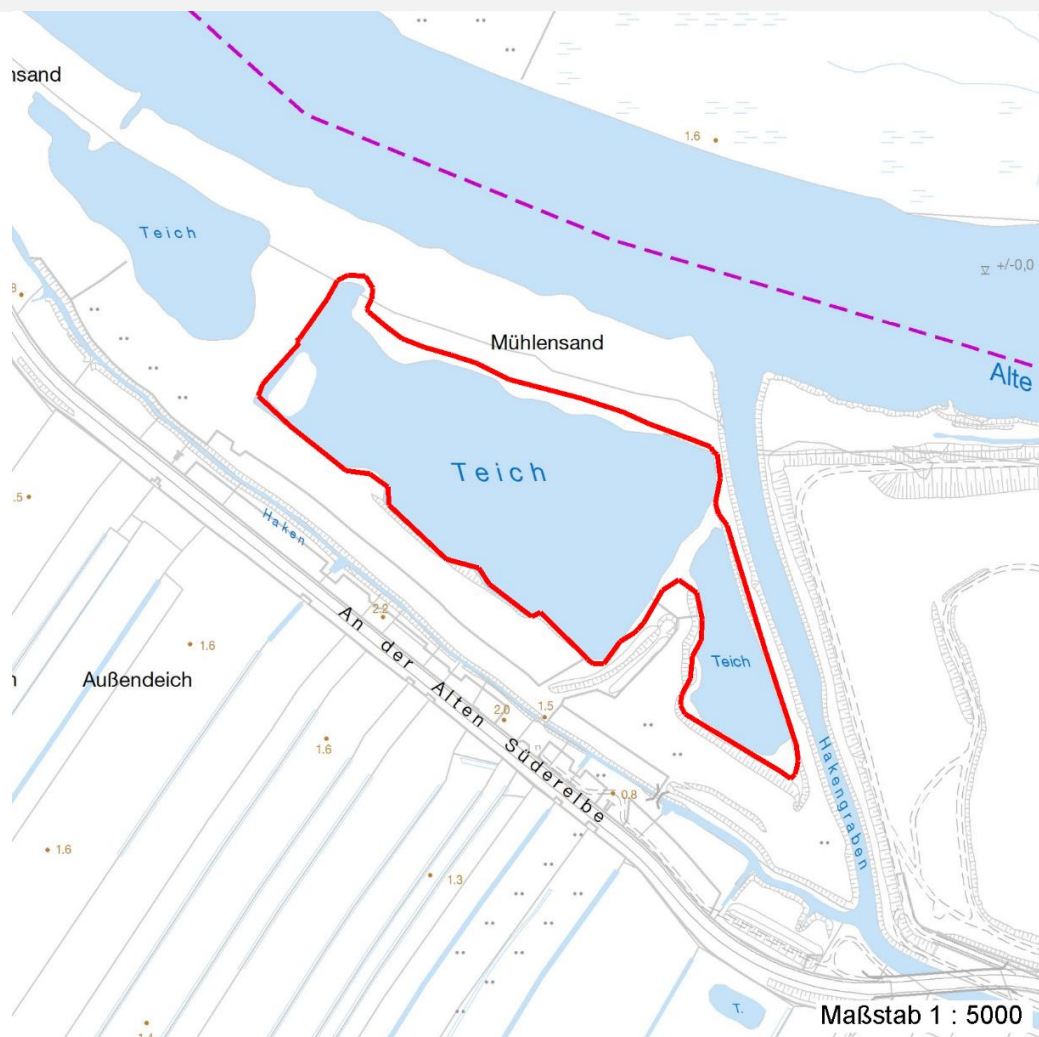 nsand
1.6
Teich
+/-0,0
Mühlensand
Alte
Teich
.5
Haken
2.2
1.6
An der Alten Süderelbe
Teich
Außendeich
2.0
1.5
1.6
Hakengraben
0.8
1.6
1.3
T.
Maßstab 1 : 5000